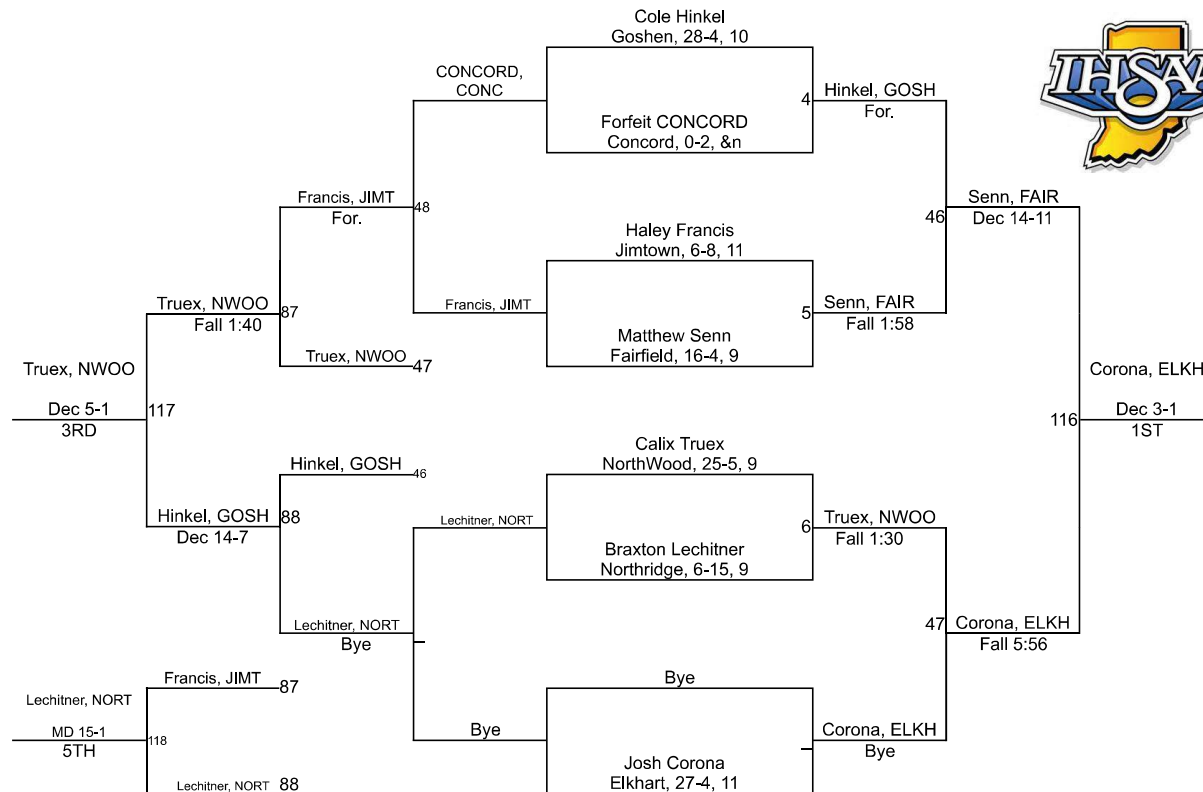 Cole Hinkel
Goshen, 28-4, 10
IHSAA
CONCORD,
CONC
4
Hinkel, GOSH
For.
Forfeit CONCORD
Concord, 0-2, &n
Francis, JIMT
For.
48
Senn, FAIR
Dec 14-11
46
Haley Francis
Jimtown, 6-8, 11
Truex, NWOO
Fall 1:40
87
Francis, JIMT
5
Senn, FAIR
Fall 1:58
Matthew Senn
Fairfield, 16-4, 9
Truex, NWOO
47
Truex, NWOO
Dec 5-1
3RD
117
Corona, ELKH
Dec 3-1
1ST
116
Calix Truex
NorthWood, 25-5, 9
Hinkel, GOSH
46
Hinkel, GOSH
Dec 14-7
88
Lechitner, NORT
6
Truex, NWOO
Fall 1:30
Braxton Lechitner
Northridge, 6-15, 9
Lechitner, NORT
Bye
47
Corona, ELKH
Fall 5:56
Francis, JIMT
87
Bye
Lechitner, NORT
MD 15-1
5TH
118
Bye
Corona, ELKH
Bye
Josh Corona
Elkhart, 27-4, 11
Lechitner, NORT
88